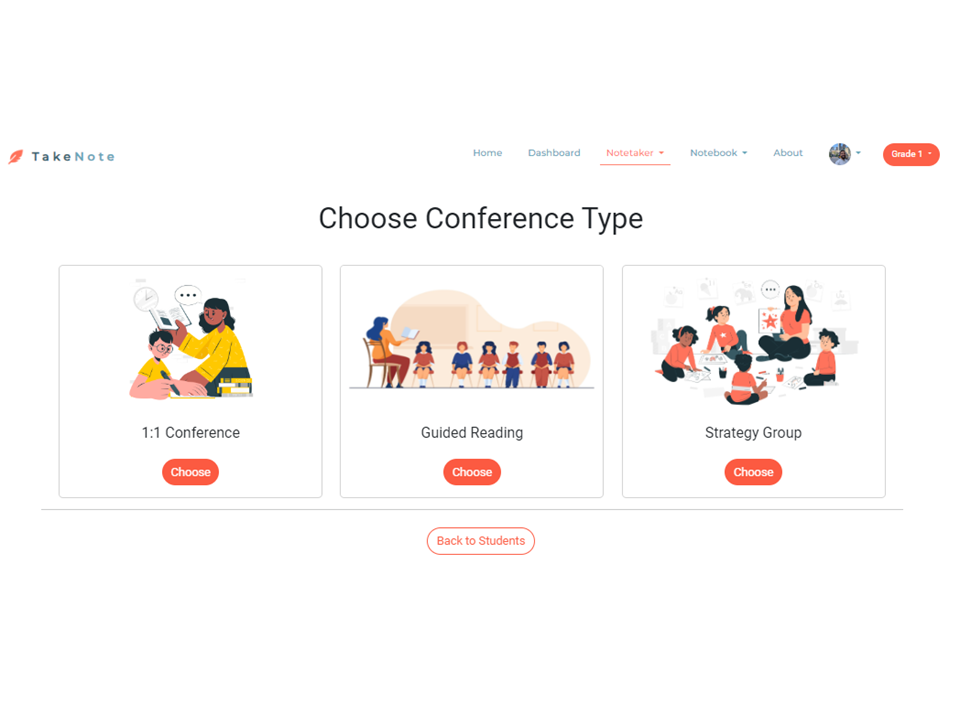 TakeNote
Home Dashboard Notetaker Notebook About Grade 1
Choose Conference Type
1:1 Conference Guided Reading Strategy Group
Choose Choose Choose
Back to Students